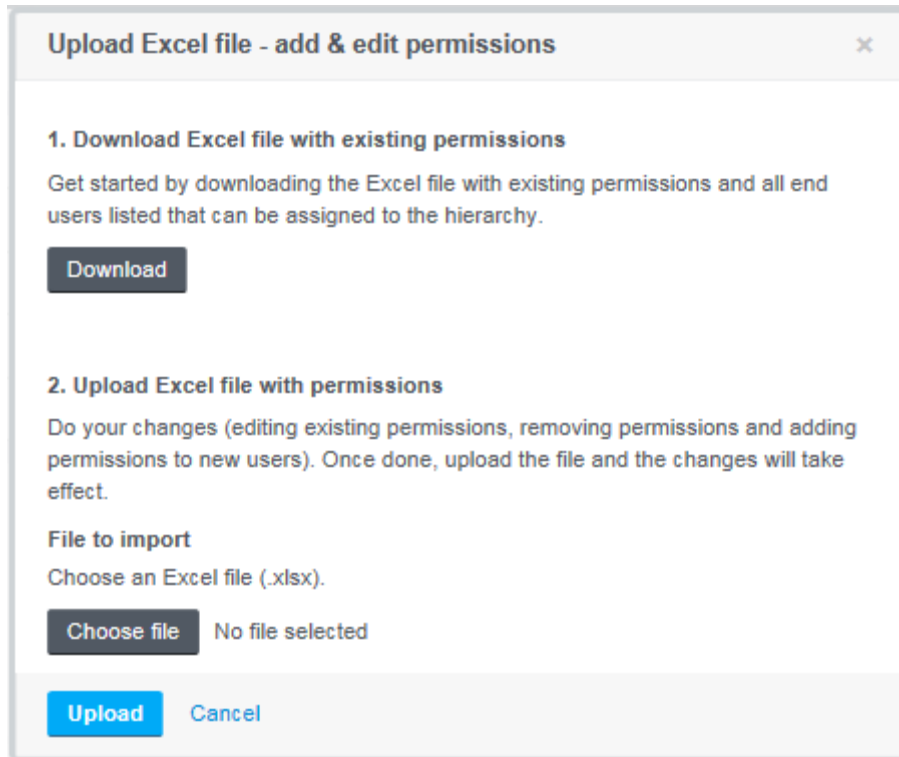 Upload Excel file - add & edit permissions
×
1. Download Excel file with existing permissions
Get started by downloading the Excel file with existing permissions and all end
users listed that can be assigned to the hierarchy.
Download
2. Upload Excel file with permissions
Do your changes (editing existing permissions, removing permissions and adding
permissions to new users). Once done, upload the file and the changes will take
effect.
File to import
Choose an Excel file (.xlsx).
Choose file No file selected
Upload Cancel